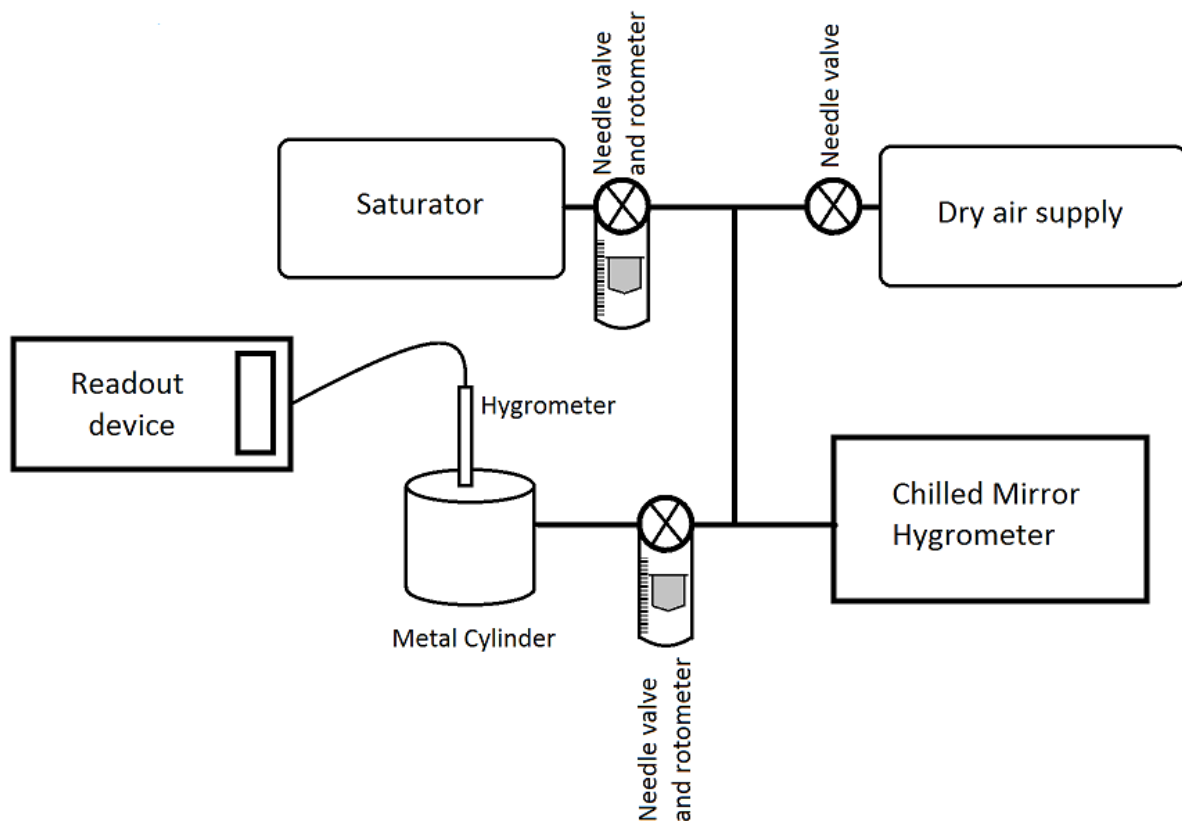 Needle valve
and rotometer
Needle valve
Saturator
Dry air supply
Readout
device
Hygrometer
Chilled Mirror
Hygrometer
Metal Cylinder
Needle valve
and rotometer